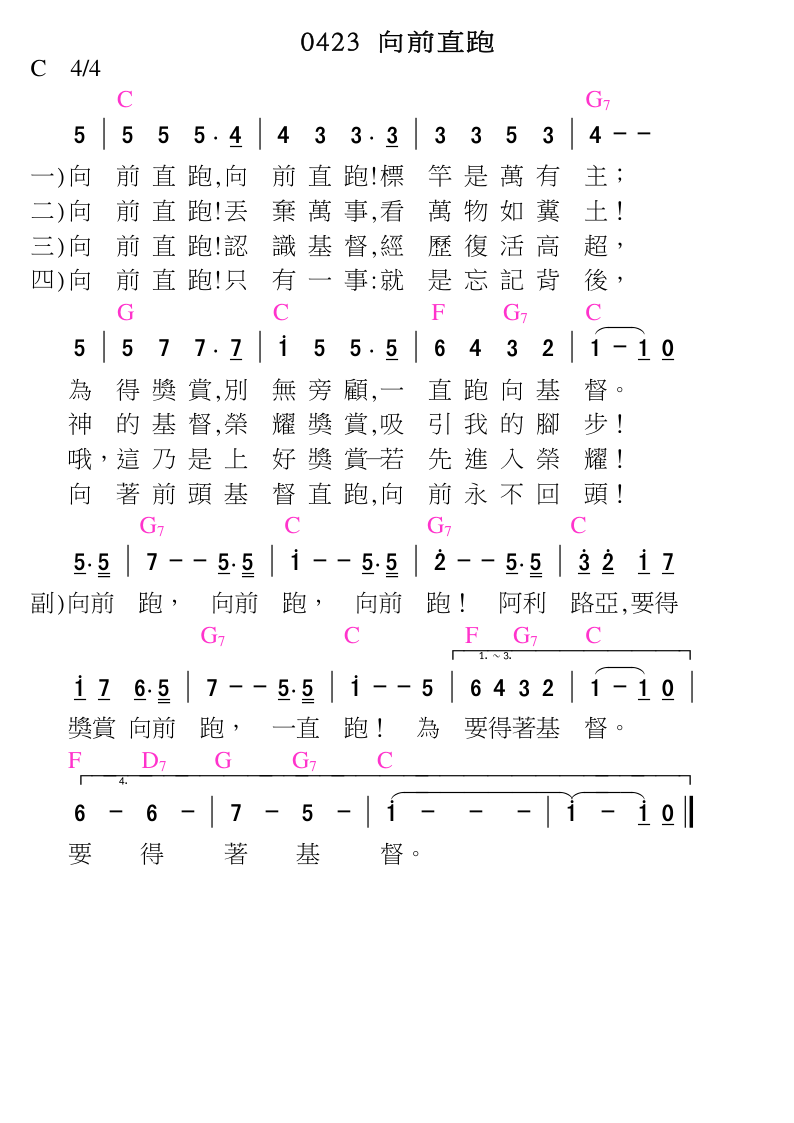 0423 向前直跑
C 4/4
C G7
5 | 5 5 5· 4 | 4 3 3· 3 | 3 3 5 3 | 4 - -
一)向 前直跑,向 前直跑!標 竿是萬有 主；
二)向 前直跑!丟 棄萬事,看 萬物如糞 土！
三)向 前直跑!認 識基督,經 歷復活高 超，
四)向 前直跑!只 有一事:就 是忘記背 後，
G C F G7 C
5 | 5 7 7· 7 | i 5 5· 5 | 6 4 3 2 | 1 - 1 0
為 得獎賞,別 無旁顧,一 直跑向基 督。
神 的基督,榮 耀獎賞,吸 引我的腳 步！
哦，這乃是上 好獎賞—若 先進入榮 耀！
向 著前頭基 督直跑,向 前永不回 頭！
G7 C G7 C
5· 5 | 7 - - 5· 5 | i - - 5· 5 | 2̇ - - 5· 5 | 3̇ 2̇ i 7
副)向前 跑， 向前 跑， 向前 跑！ 阿利 路亞,要得
G7 C F G7 C
1.～3.
i 7 6· 5 | 7 - - 5· 5 | i - - 5 | 6 4 3 2 | 1 - 1 0 |
獎賞 向前 跑， 一直 跑！ 為 要得著基 督。
F D7 G G7 C
4.
6 - 6 - | 7 - 5 - | i - - - | i - i 0 ‖
要 得 著 基 督。